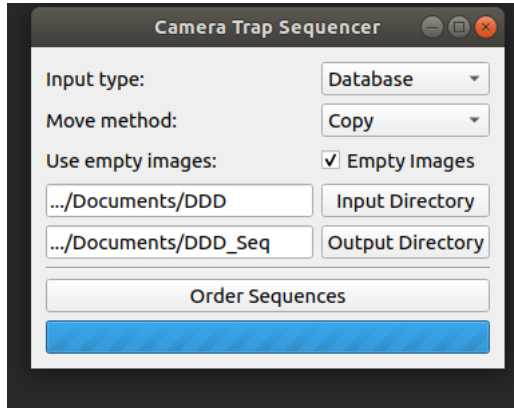 Camera Trap Sequencer
Input type: Database
Move method: Copy
Use empty images: Empty Images
.../Documents/DDD Input Directory
.../Documents/DDD_Seq Output Directory
Order Sequences